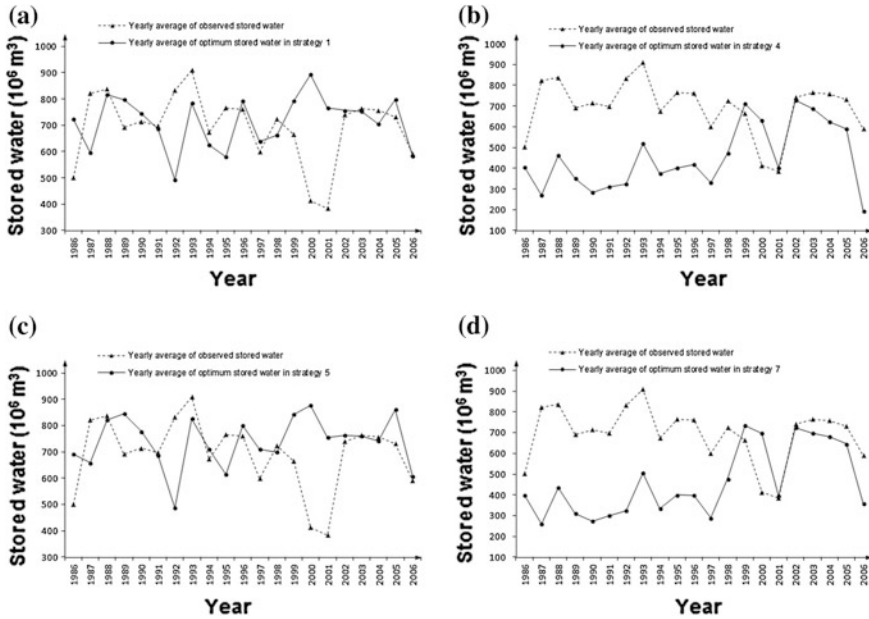 (a)
Yearly average of observed stored water
Yearly average of optimum stored water in strategy 1
Stored water (10⁶ m³)
1000
900
800
700
600
500
400
300
1986 1987 1988 1989 1990 1991 1992 1993 1994 1995 1996 1997 1998 1999 2000 2001 2002 2003 2004 2005 2006
Year
(b)
Yearly average of observed stored water
Yearly average of optimum stored water in strategy 4
Stored water (10⁶ m³)
1000
900
800
700
600
500
400
300
200
100
1986 1987 1988 1989 1990 1991 1992 1993 1994 1995 1996 1997 1998 1999 2000 2001 2002 2003 2004 2005 2006
Year
(c)
Yearly average of observed stored water
Yearly average of optimum stored water in strategy 5
Stored water (10⁶ m³)
1000
900
800
700
600
500
400
300
1986 1987 1988 1989 1990 1991 1992 1993 1994 1995 1996 1997 1998 1999 2000 2001 2002 2003 2004 2005 2006
Year
(d)
Yearly average of observed stored water
Yearly average of optimum stored water in strategy 7
Stored water (10⁶ m³)
1000
900
800
700
600
500
400
300
200
100
1986 1987 1988 1989 1990 1991 1992 1993 1994 1995 1996 1997 1998 1999 2000 2001 2002 2003 2004 2005 2006
Year